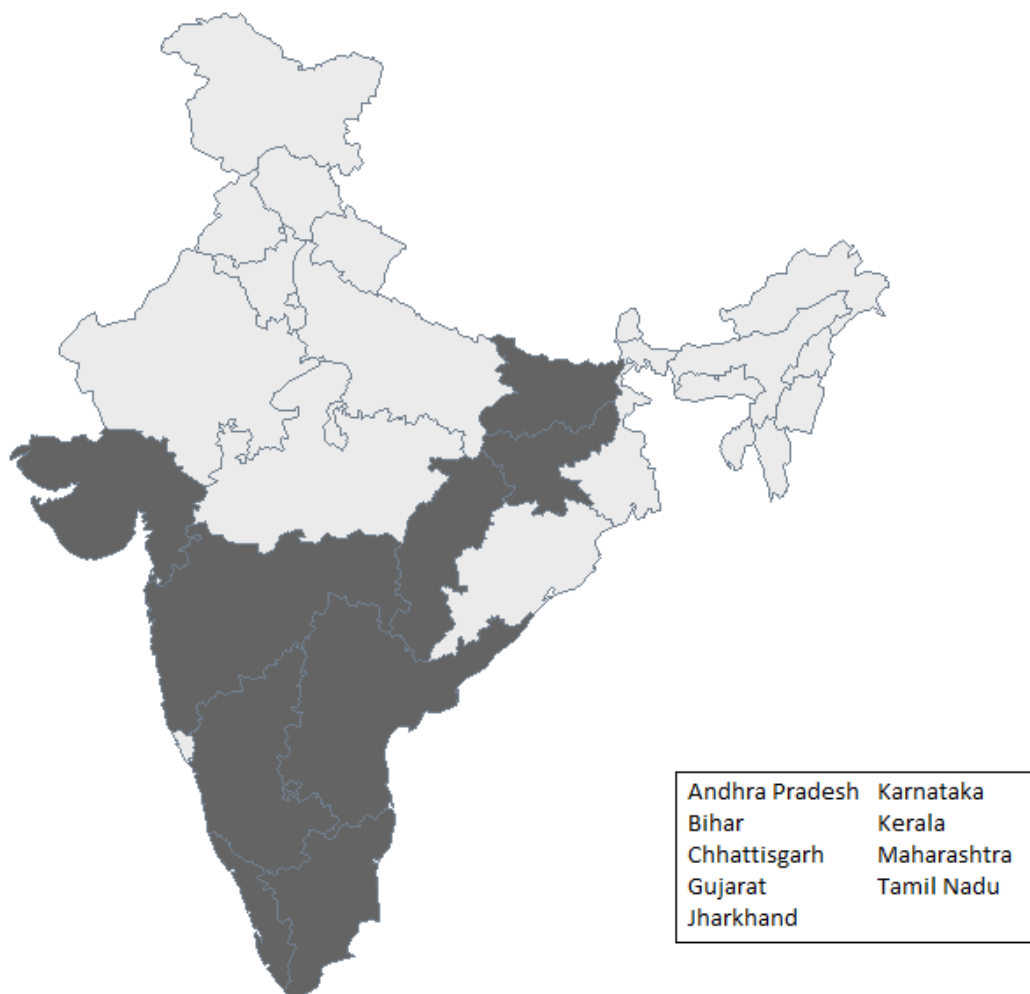 Andhra Pradesh Karnataka
Bihar Kerala
Chhattisgarh Maharashtra
Gujarat Tamil Nadu
Jharkhand